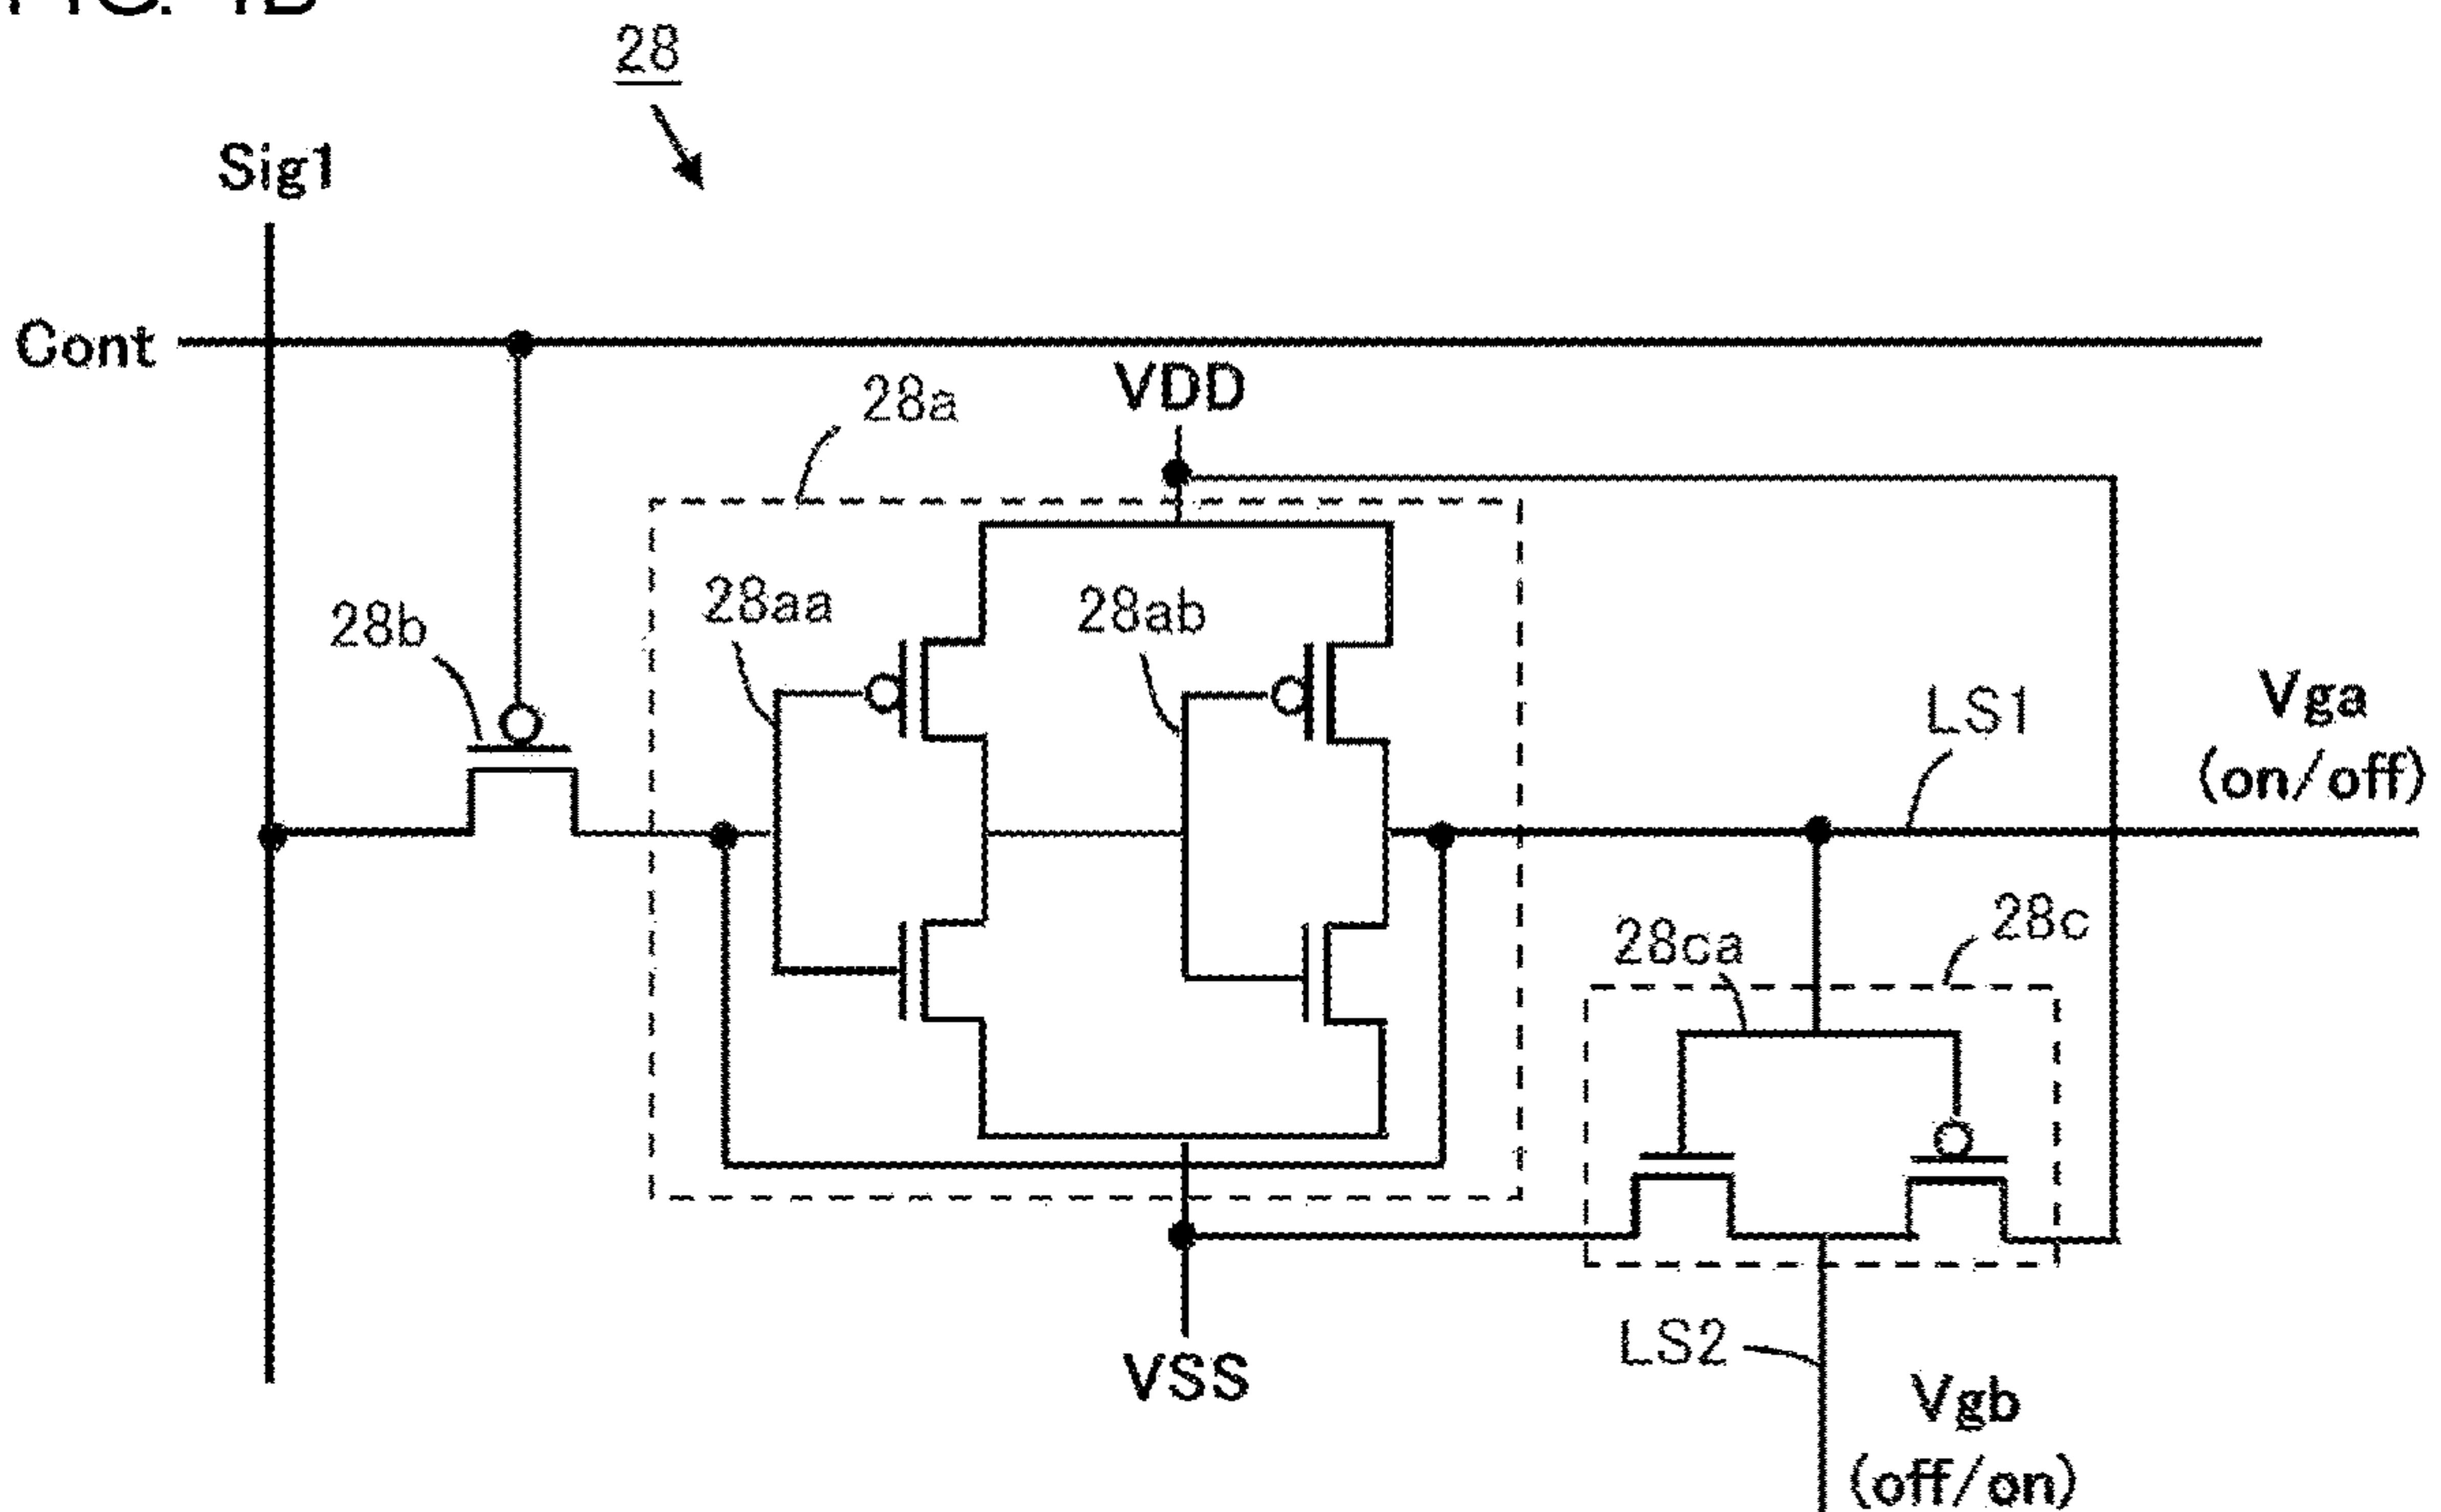 28
Sig1
Cont
VDD
28a
28aa
28ab
28b
LS1
Vga
(on/off)
28ca
28c
LS2
VSS
Vgb
(off/on)